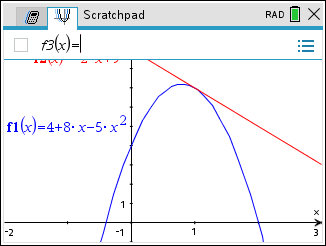 Scratchpad RAD
f3(x)=
f1(x)=4+8·x-5·x²
1
x
-2 -1 1 3